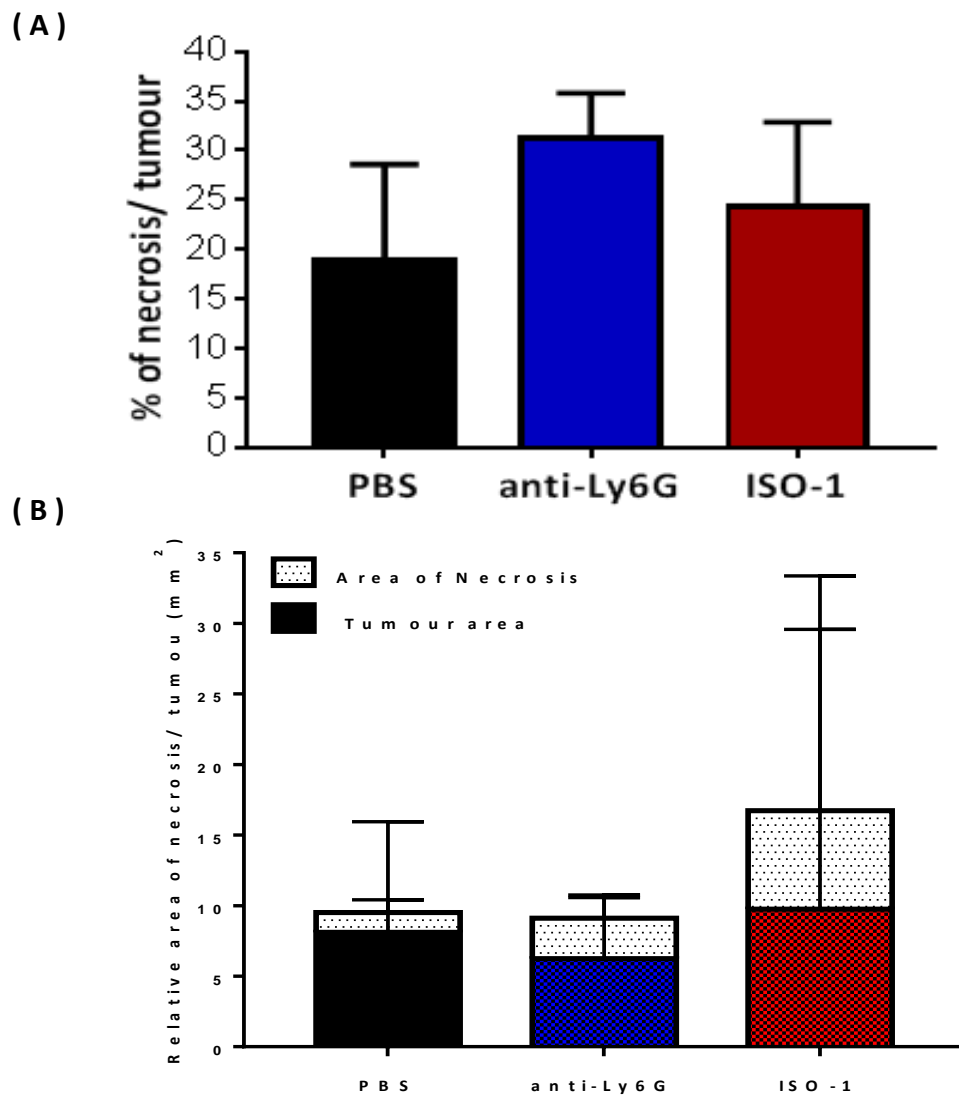 (A)
% of necrosis/ tumour
40
35
30
25
20
15
10
5
0
PBS anti-Ly6G ISO-1
(B)
Relative area of necrosis/ tumou (mm²)
35
30
25
20
15
10
5
0
Area of Necrosis
Tumour area
PBS anti-Ly6G ISO-1